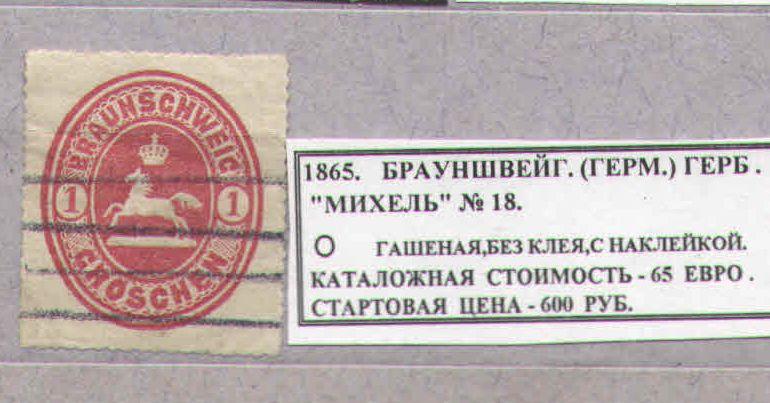 BRAUNSCHWEIG
1 1
GROSCHEN
1865. БРАУНШВЕЙГ. (ГЕРМ.) ГЕРБ.
"МИХЕЛЬ" № 18.
О ГАШЕНАЯ,БЕЗ КЛЕЯ,С НАКЛЕЙКОЙ.
КАТАЛОЖНАЯ СТОИМОСТЬ - 65 ЕВРО.
СТАРТОВАЯ ЦЕНА - 600 РУБ.